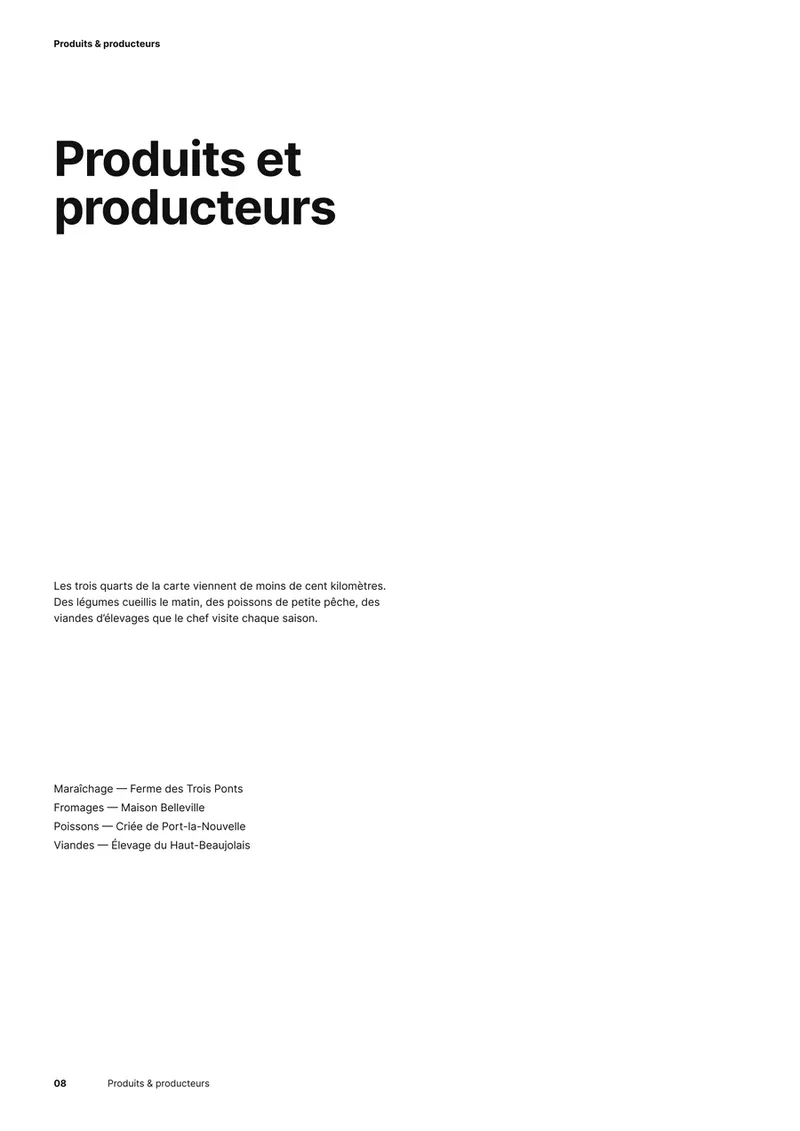 Produits & producteurs
Produits et
producteurs
Les trois quarts de la carte viennent de moins de cent kilomètres.
Des légumes cueillis le matin, des poissons de petite pêche, des
viandes d’élevages que le chef visite chaque saison.
Maraîchage — Ferme des Trois Ponts
Fromages — Maison Belleville
Poissons — Criée de Port-la-Nouvelle
Viandes — Élevage du Haut-Beaujolais
08 Produits & producteurs